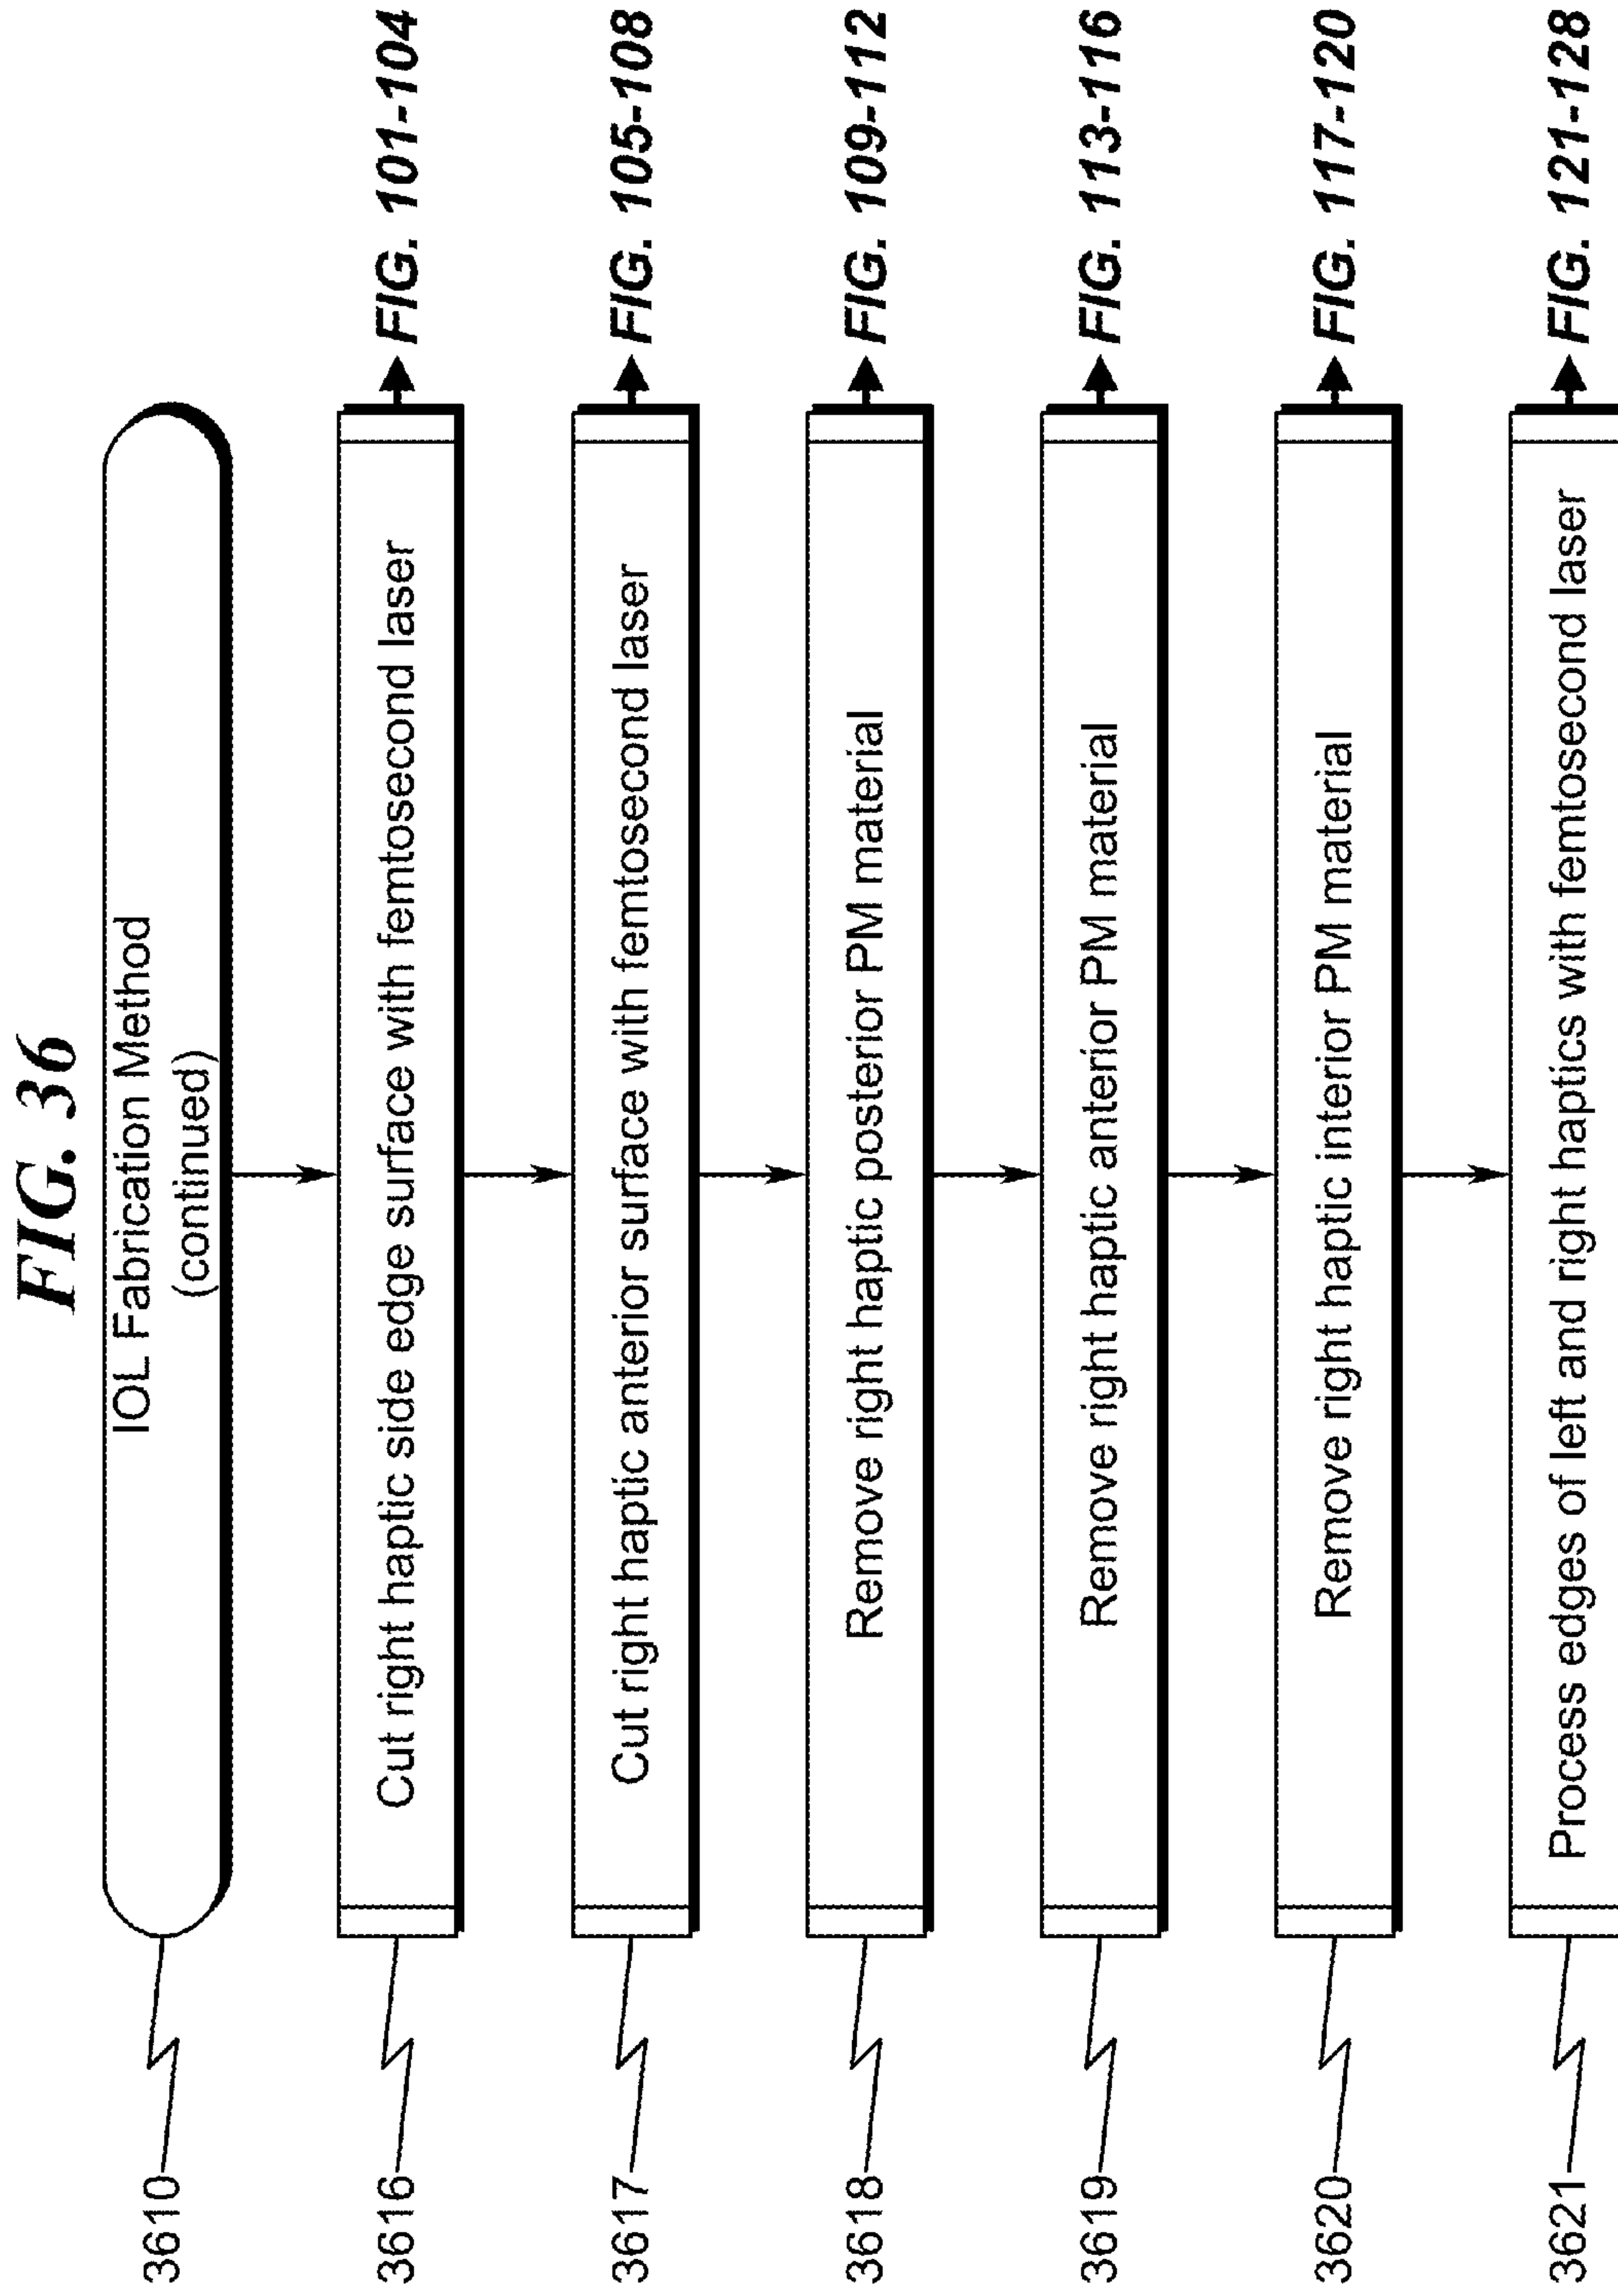 FIG. 36
IOL Fabrication Method
(continued)
3610
Cut right haptic side edge surface with femtosecond laser
FIG. 101-104
3616
Cut right haptic anterior surface with femtosecond laser
FIG. 105-108
3617
Remove right haptic posterior PM material
FIG. 109-112
3618
Remove right haptic anterior PM material
FIG. 113-116
3619
Remove right haptic interior PM material
FIG. 117-120
3620
Process edges of left and right haptics with femtosecond laser
FIG. 121-128
3621